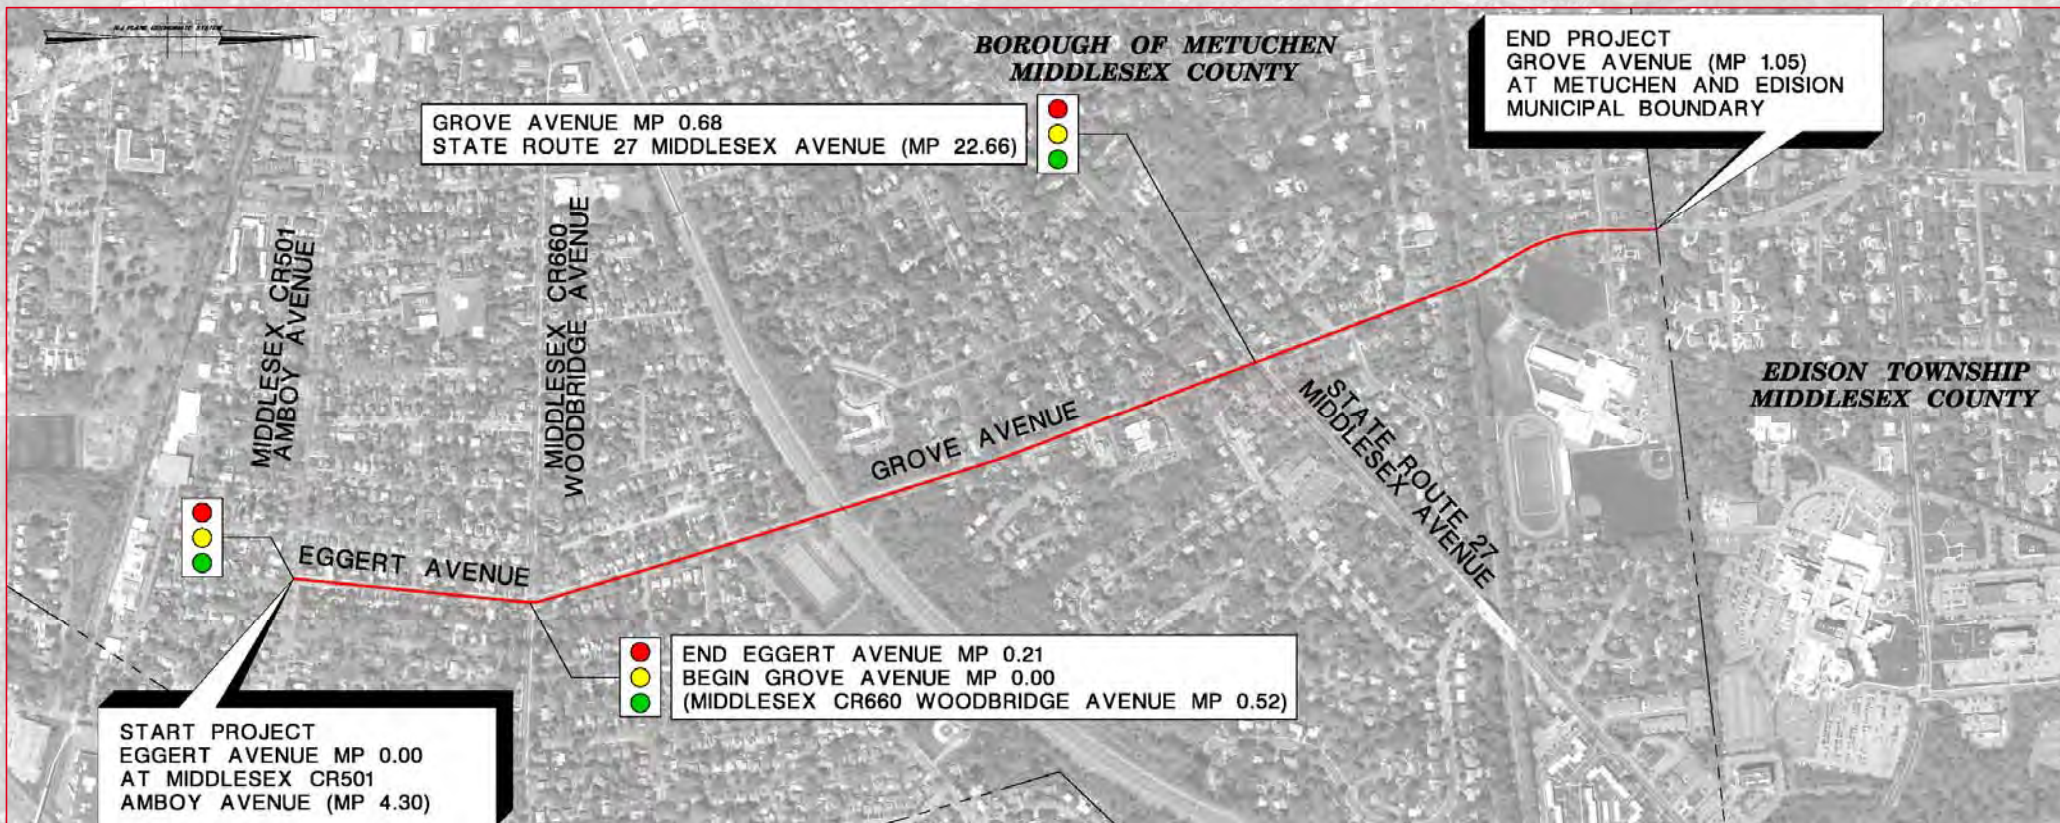 N.J. PLANE COORDINATE SYSTEM
BOROUGH OF METUCHEN
MIDDLESEX COUNTY
END PROJECT
GROVE AVENUE (MP 1.05)
AT METUCHEN AND EDISION
MUNICIPAL BOUNDARY
GROVE AVENUE MP 0.68
STATE ROUTE 27 MIDDLESEX AVENUE (MP 22.66)
MIDDLESEX CR501
AMBOY AVENUE
MIDDLESEX CR660
WOODBRIDGE AVENUE
GROVE AVENUE
STATE ROUTE 27
MIDDLESEX AVENUE
EDISON TOWNSHIP
MIDDLESEX COUNTY
EGGERT AVENUE
END EGGERT AVENUE MP 0.21
BEGIN GROVE AVENUE MP 0.00
(MIDDLESEX CR660 WOODBRIDGE AVENUE MP 0.52)
START PROJECT
EGGERT AVENUE MP 0.00
AT MIDDLESEX CR501
AMBOY AVENUE (MP 4.30)